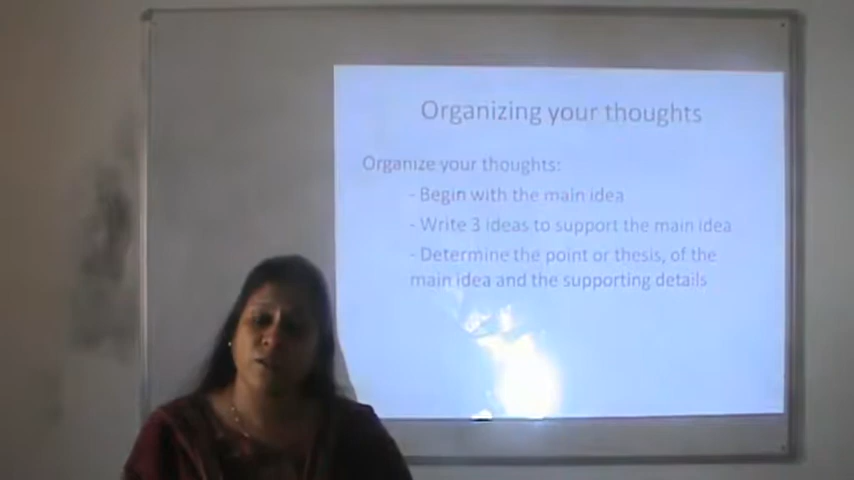 Organizing your thoughts
Organize your thoughts:
- Begin with the main idea
- Write 3 ideas to support the main idea
- Determine the point or thesis, of the
main idea and the supporting details